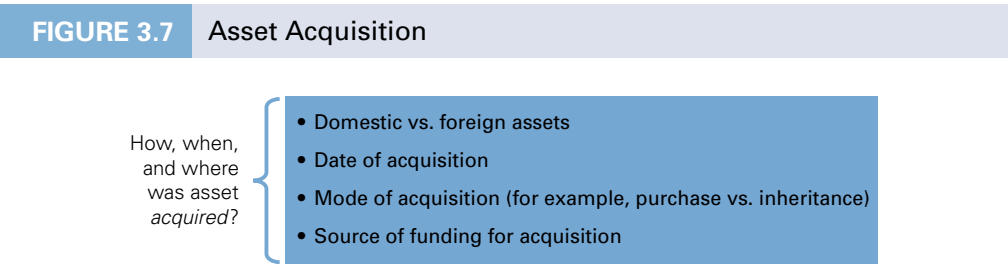 FIGURE 3.7 Asset Acquisition
How, when,
and where
was asset
acquired?
• Domestic vs. foreign assets
• Date of acquisition
• Mode of acquisition (for example, purchase vs. inheritance)
• Source of funding for acquisition